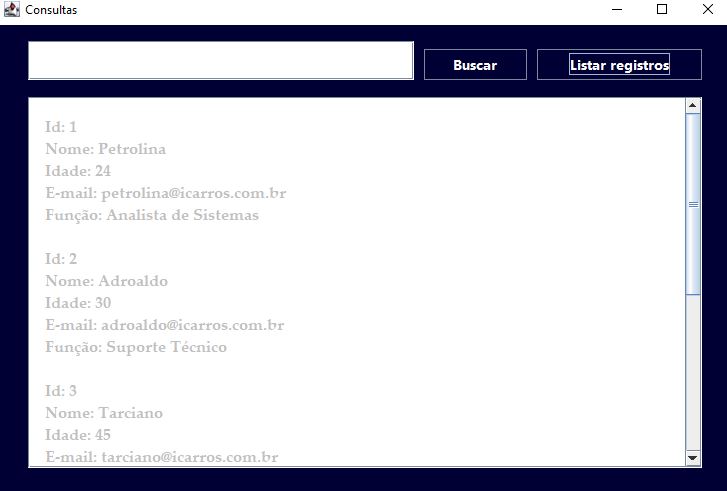 Consultas
Buscar
Listar registros
Id: 1
Nome: Petrolina
Idade: 24
E-mail: petrolina@icarros.com.br
Função: Analista de Sistemas
Id: 2
Nome: Adroaldo
Idade: 30
E-mail: adroaldo@icarros.com.br
Função: Suporte Técnico
Id: 3
Nome: Tarciano
Idade: 45
E-mail: tarciano@icarros.com.br